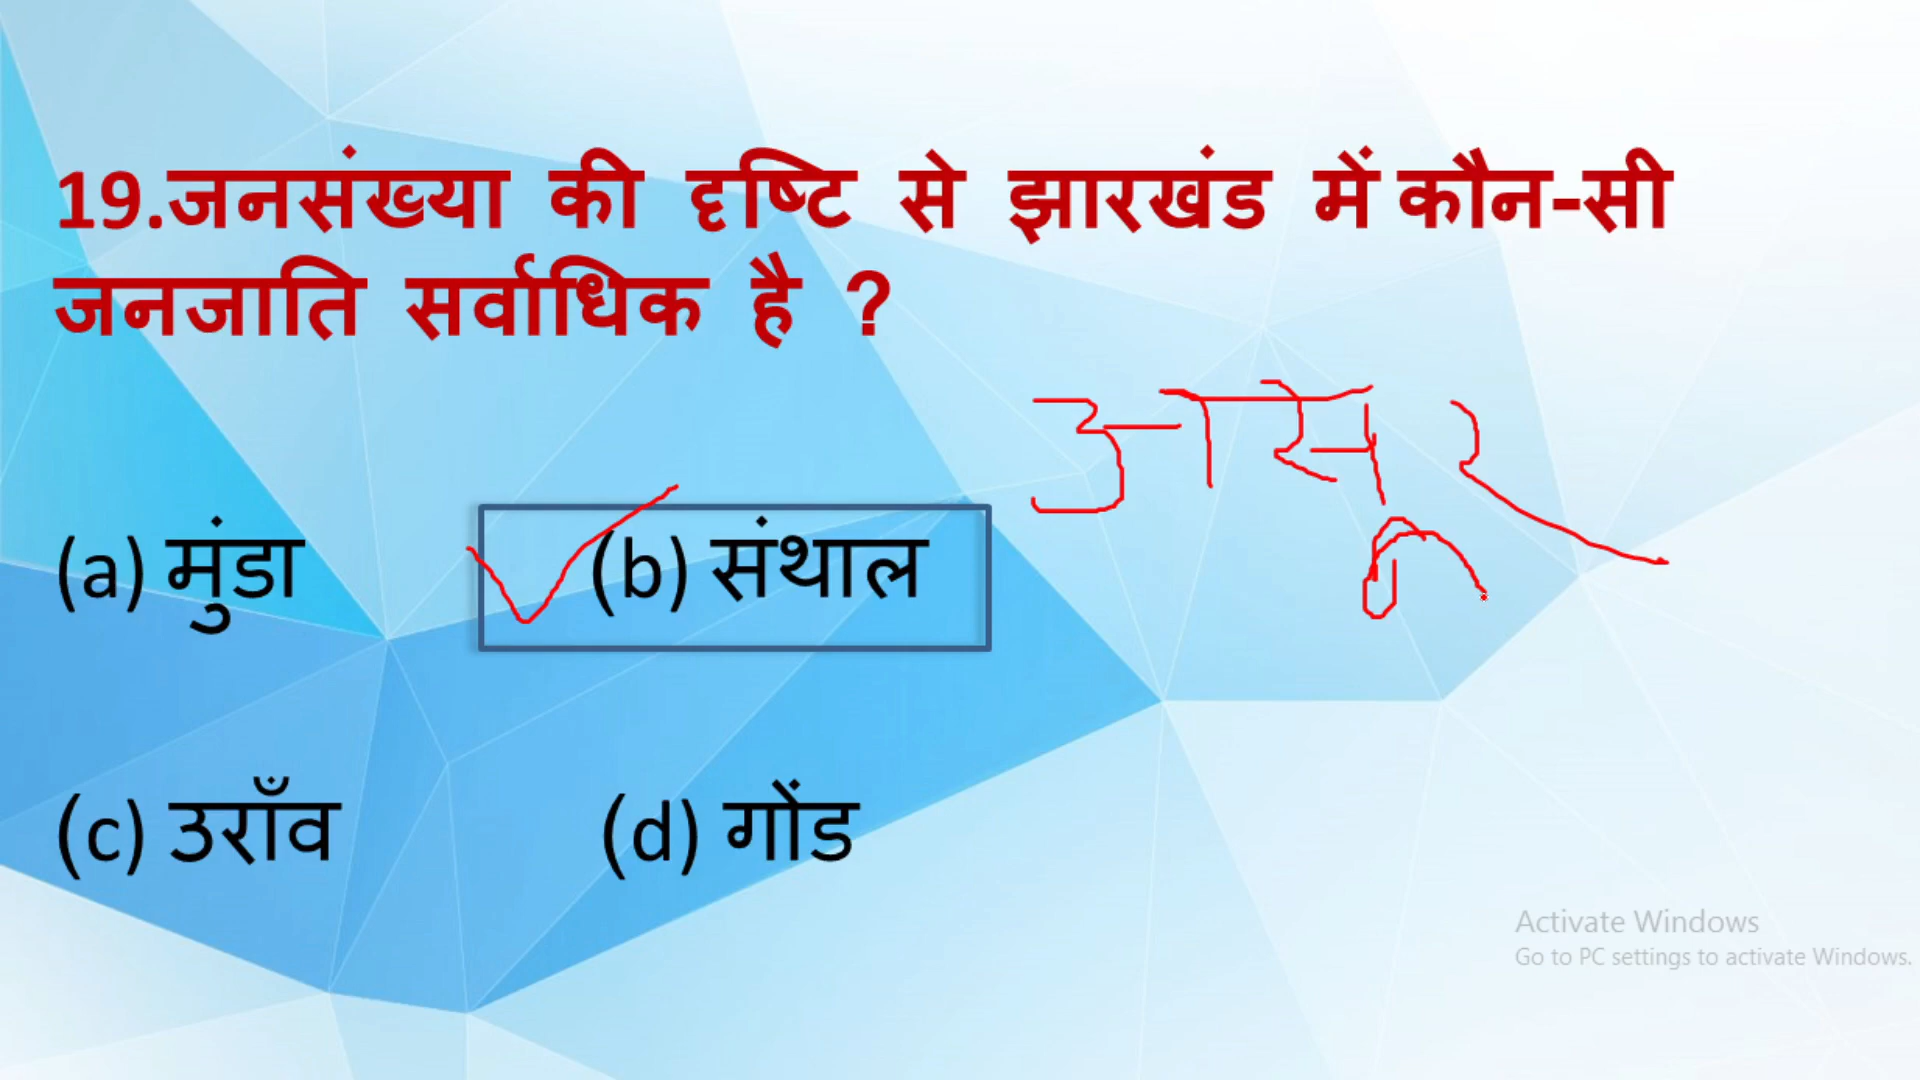 19.जनसंख्या की दृष्टि से झारखंड में कौन-सी
जनजाति सर्वाधिक है ?
(a) मुंडा (b) संथाल
(c) उराँव (d) गोंड
Activate Windows
Go to PC settings to activate Windows.